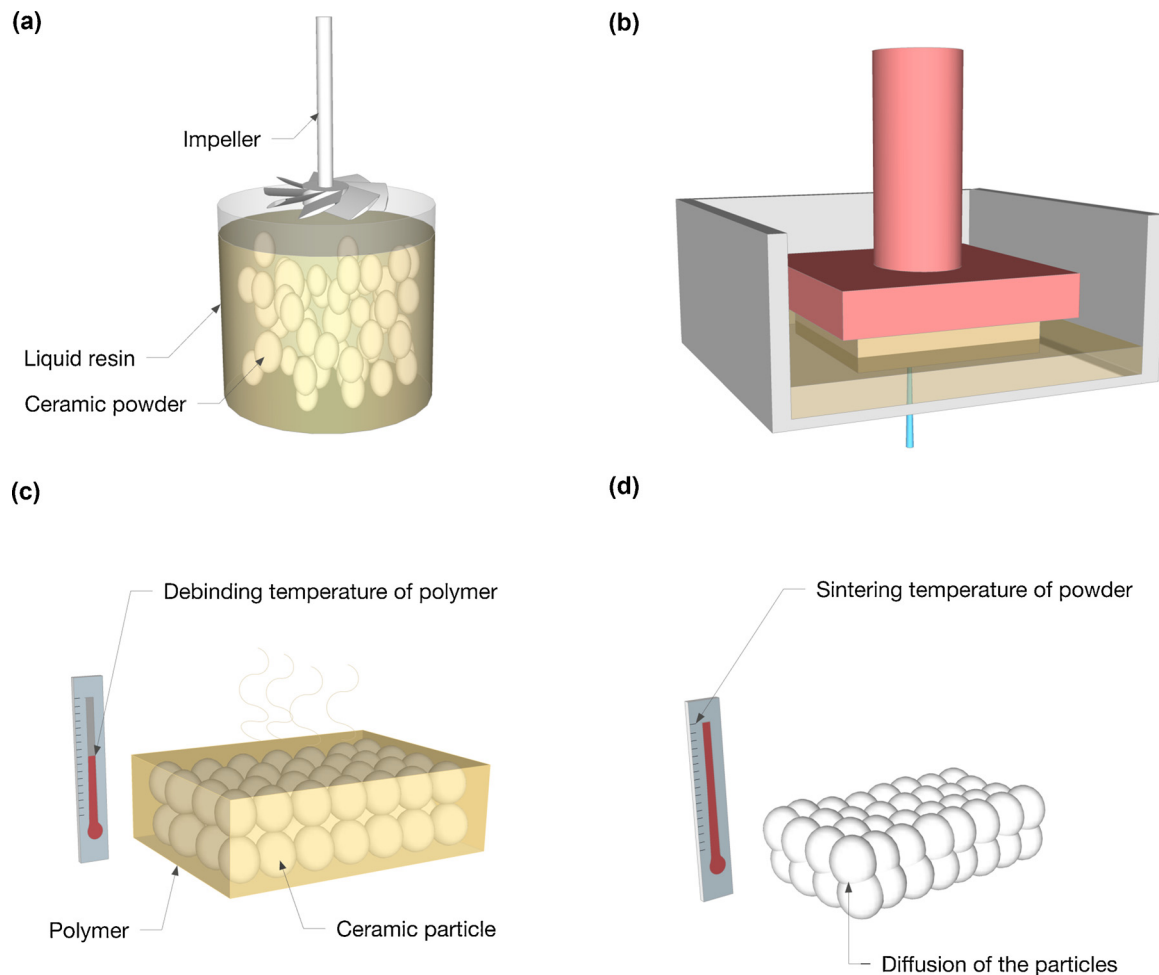 (a)
Impeller
Liquid resin
Ceramic powder
(b)
(c)
Debinding temperature of polymer
Polymer
Ceramic particle
(d)
Sintering temperature of powder
Diffusion of the particles